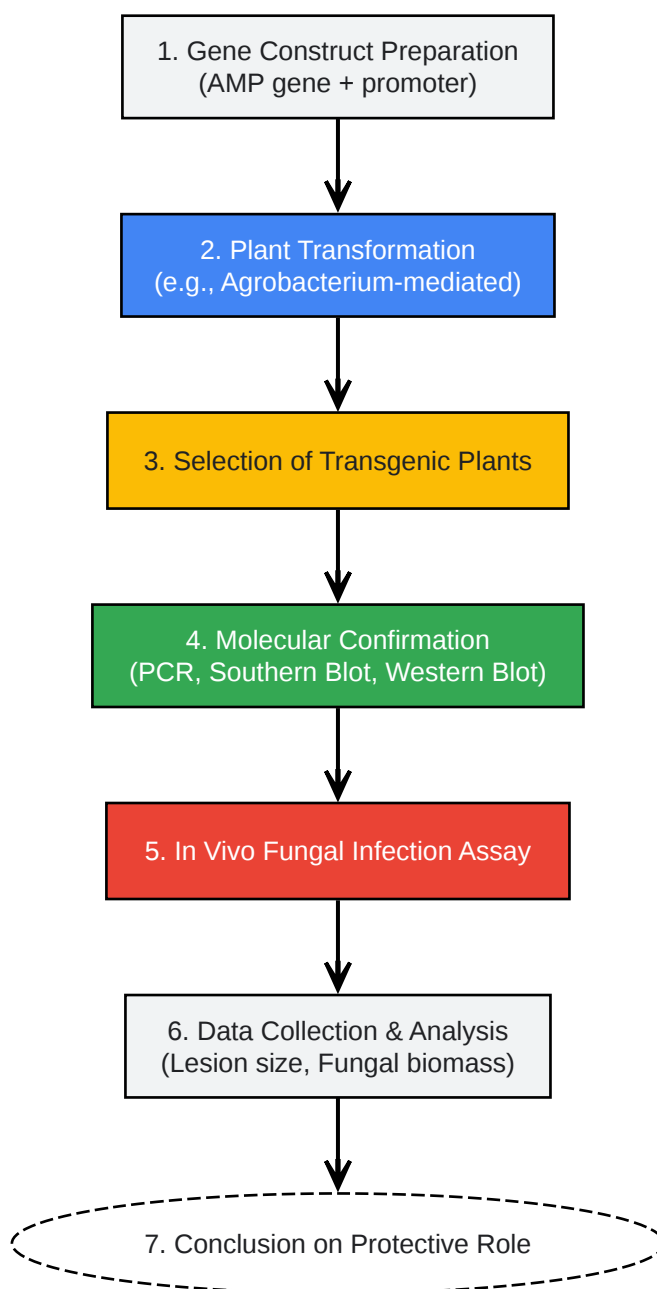 1. Gene Construct Preparation
(AMP gene + promoter)
2. Plant Transformation
(e.g., Agrobacterium-mediated)
3. Selection of Transgenic Plants
4. Molecular Confirmation
(PCR, Southern Blot, Western Blot)
5. In Vivo Fungal Infection Assay
6. Data Collection & Analysis
(Lesion size, Fungal biomass)
7. Conclusion on Protective Role